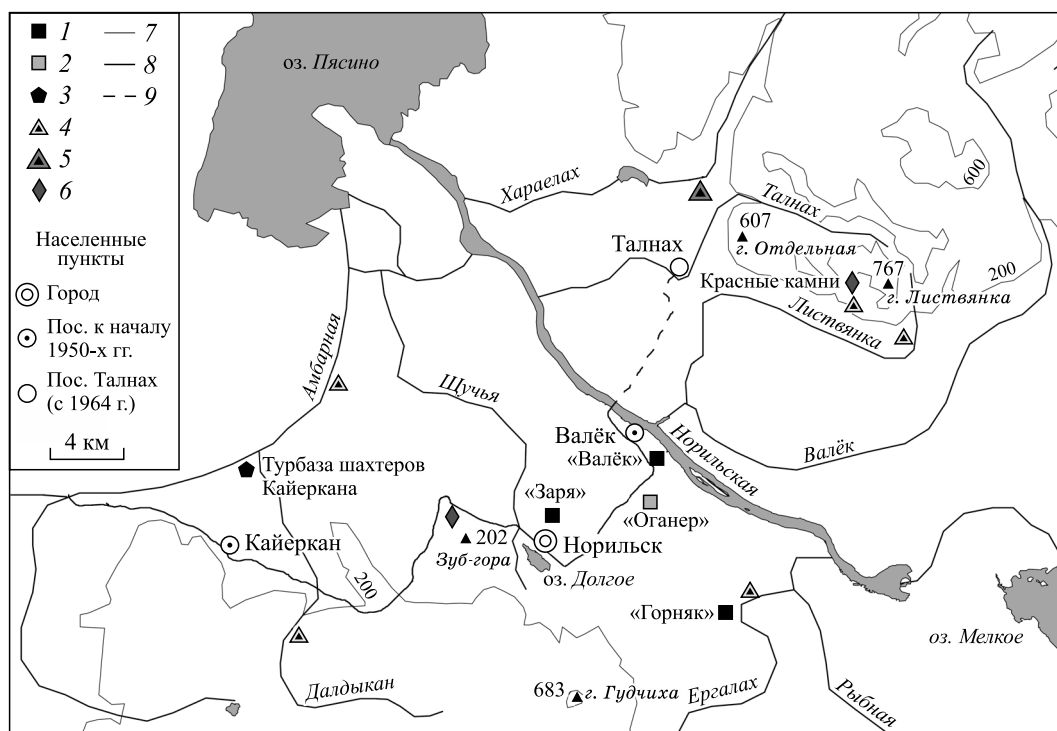 1
2
3
4
5
6
7
8
9
Населенные
пункты
Город
Пос. к началу
1950-х гг.
Пос. Талнах
(с 1964 г.)
4 км
оз. Пясино
Хараелах
Талнах
600
607
г. Отдельная
Талнах
200
Красные камни
767
г. Листвянка
Листвянка
Амбарная
Щучья
Валёк
«Валёк»
Норильская
Валёк
Турбаза шахтеров
Кайеркана
«Заря»
«Оганер»
Кайеркан
202
Зуб-гора
Норильск
оз. Долгое
200
«Горняк»
оз. Мелкое
Далдыкан
683
г. Гудчиха
Ергалах
Рыбная